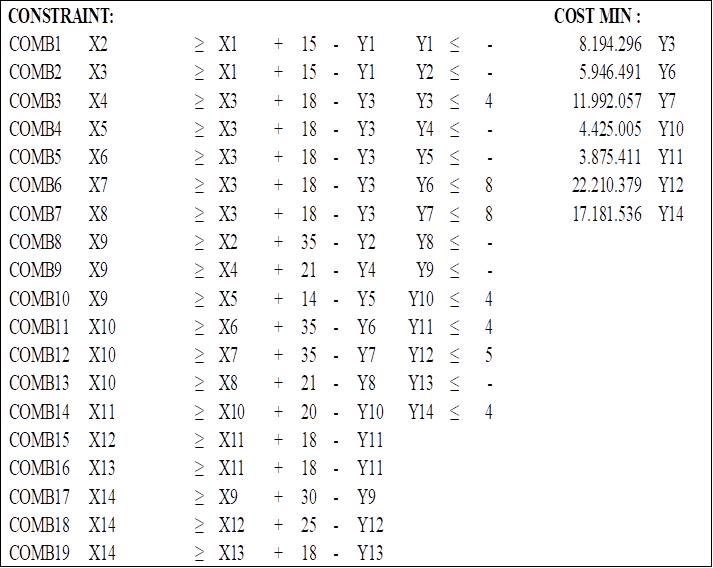 CONSTRAINT: COST MIN :
COMB1 X2 ≥ X1 + 15 - Y1 Y1 ≤ - 8.194.296 Y3
COMB2 X3 ≥ X1 + 15 - Y1 Y2 ≤ - 5.946.491 Y6
COMB3 X4 ≥ X3 + 18 - Y3 Y3 ≤ 4 11.992.057 Y7
COMB4 X5 ≥ X3 + 18 - Y3 Y4 ≤ - 4.425.005 Y10
COMB5 X6 ≥ X3 + 18 - Y3 Y5 ≤ - 3.875.411 Y11
COMB6 X7 ≥ X3 + 18 - Y3 Y6 ≤ 8 22.210.379 Y12
COMB7 X8 ≥ X3 + 18 - Y3 Y7 ≤ 8 17.181.536 Y14
COMB8 X9 ≥ X2 + 35 - Y2 Y8 ≤ -
COMB9 X9 ≥ X4 + 21 - Y4 Y9 ≤ -
COMB10 X9 ≥ X5 + 14 - Y5 Y10 ≤ 4
COMB11 X10 ≥ X6 + 35 - Y6 Y11 ≤ 4
COMB12 X10 ≥ X7 + 35 - Y7 Y12 ≤ 5
COMB13 X10 ≥ X8 + 21 - Y8 Y13 ≤ -
COMB14 X11 ≥ X10 + 20 - Y10 Y14 ≤ 4
COMB15 X12 ≥ X11 + 18 - Y11
COMB16 X13 ≥ X11 + 18 - Y11
COMB17 X14 ≥ X9 + 30 - Y9
COMB18 X14 ≥ X12 + 25 - Y12
COMB19 X14 ≥ X13 + 18 - Y13